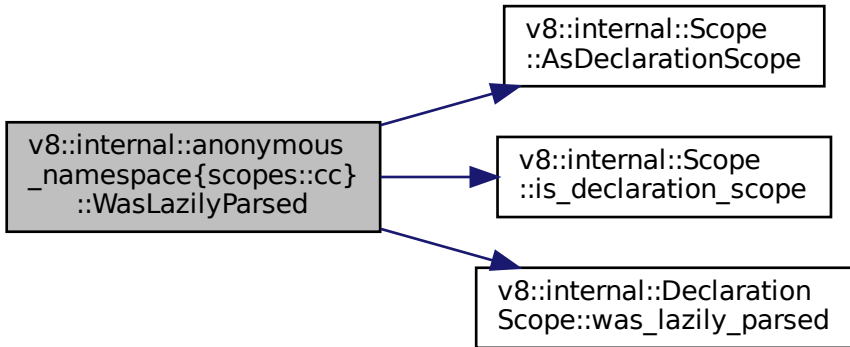 v8::internal::anonymous
_namespace{scopes::cc}
::WasLazilyParsed
v8::internal::Scope
::AsDeclarationScope
v8::internal::Scope
::is_declaration_scope
v8::internal::Declaration
Scope::was_lazily_parsed